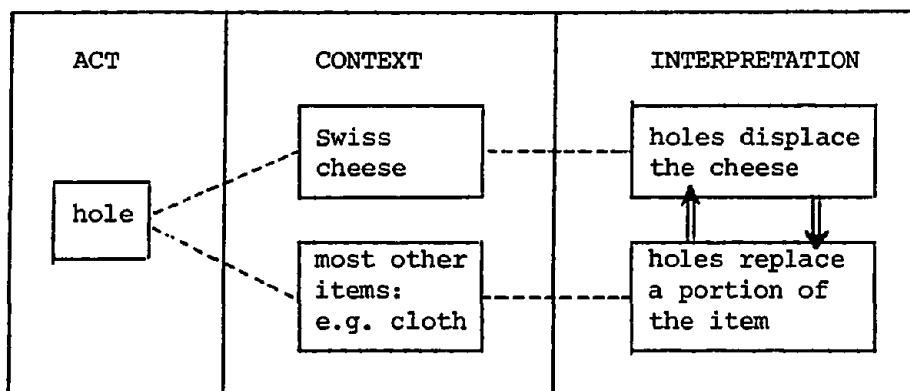 ACT
CONTEXT
INTERPRETATION
hole
Swiss
cheese
holes displace
the cheese
most other
items:
e.g. cloth
holes replace
a portion of
the item